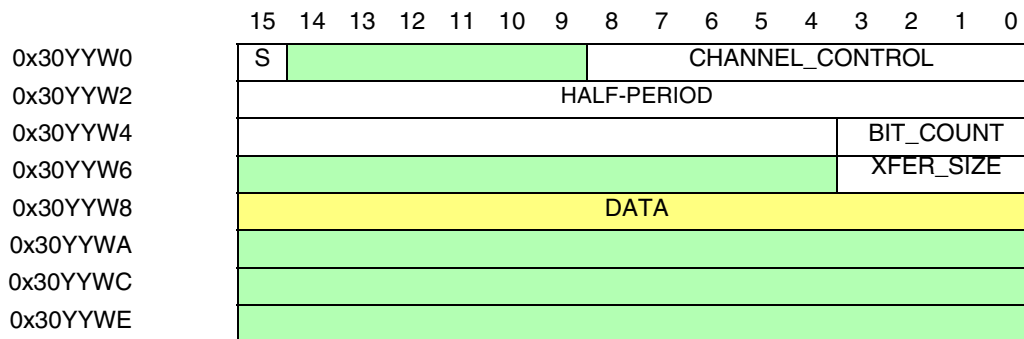 15 14 13 12 11 10 9 8 7 6 5 4 3 2 1 0
0x30YYW0 S CHANNEL_CONTROL
0x30YYW2 HALF-PERIOD
0x30YYW4 BIT_COUNT
0x30YYW6 XFER_SIZE
0x30YYW8 DATA
0x30YYWA
0x30YYWC
0x30YYWE